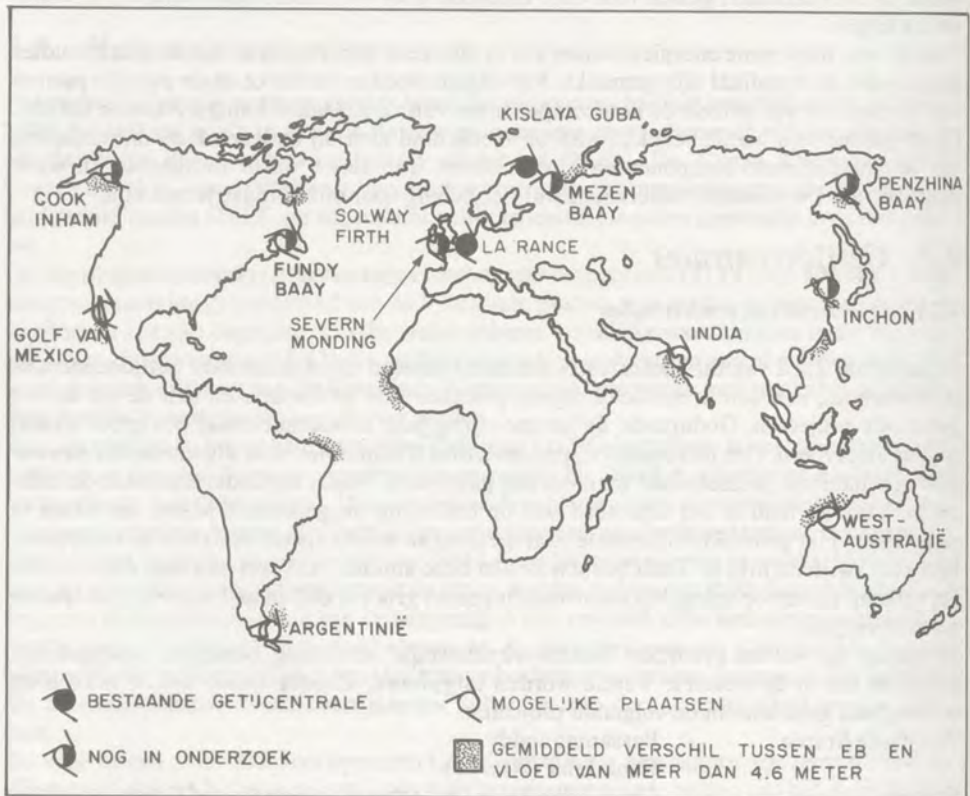 KISLAYA GUBA
COOK
INHAM
SOLWAY
FIRTH
MEZEN
BAAY
PENZHINA
BAAY
FUNDY
BAAY
LA RANCE
GOLF VAN
MEXICO
SEVERN
MONDING
INDIA
INCHON
WEST-
AUSTRALIË
ARGENTINIË
BESTAANDE GETIJCENTRALE
MOGELIJKE PLAATSEN
NOG IN ONDERZOEK
GEMIDDELD VERSCHIL TUSSEN EB EN
VLOED VAN MEER DAN 4.6 METER